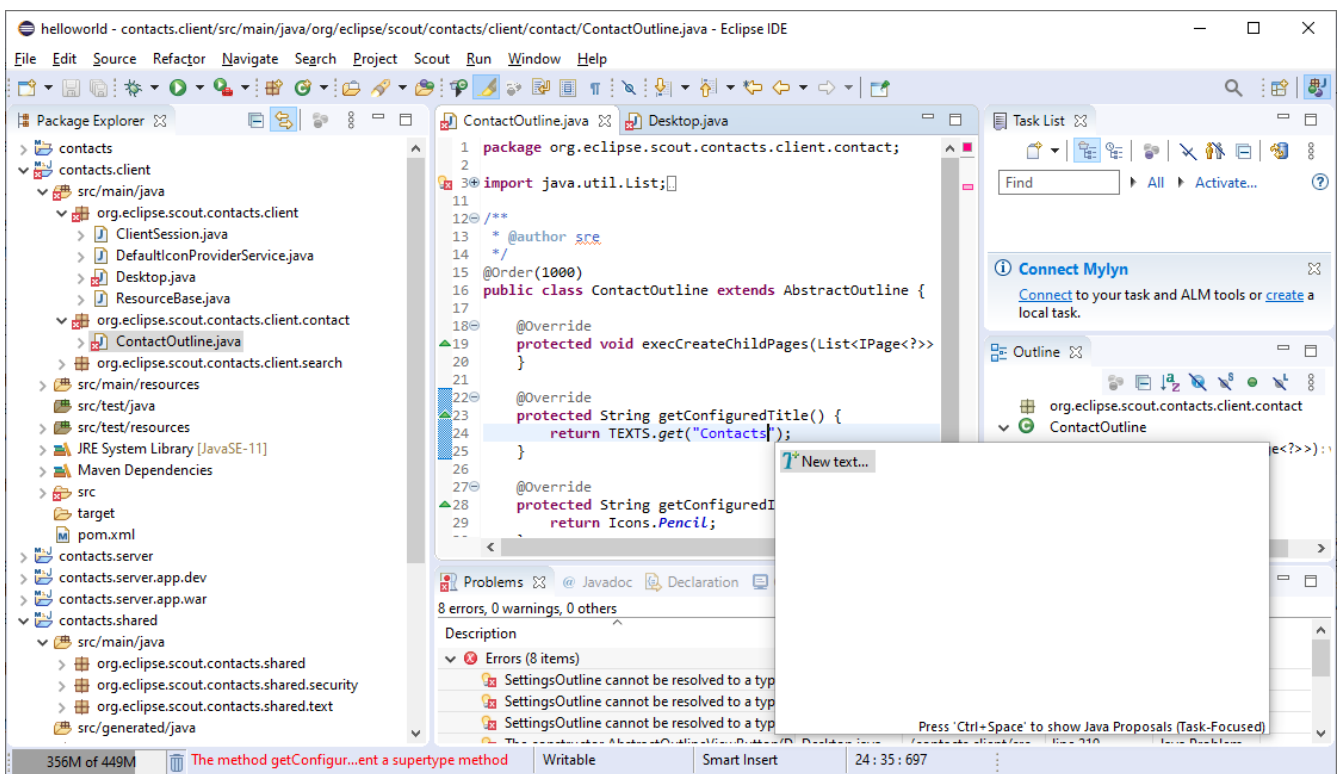 helloworld - contacts.client/src/main/java/org/eclipse/scout/contacts/client/contact/ContactOutline.java - Eclipse IDE
File Edit Source Refactor Navigate Search Project Scout Run Window Help
Package Explorer
contacts
contacts.client
src/main/java
org.eclipse.scout.contacts.client
ClientSession.java
DefaultIconProviderService.java
Desktop.java
ResourceBase.java
org.eclipse.scout.contacts.client.contact
ContactOutline.java
org.eclipse.scout.contacts.client.search
src/main/resources
src/test/java
src/test/resources
JRE System Library [JavaSE-11]
Maven Dependencies
src
target
pom.xml
contacts.server
contacts.server.app.dev
contacts.server.app.war
contacts.shared
src/main/java
org.eclipse.scout.contacts.shared
org.eclipse.scout.contacts.shared.security
org.eclipse.scout.contacts.shared.text
src/generated/java
ContactOutline.java Desktop.java
1 package org.eclipse.scout.contacts.client.contact;
2
3 import java.util.List;
11
12 /**
13 * @author sre
14 */
15 @Order(1000)
16 public class ContactOutline extends AbstractOutline {
17
18 @Override
19 protected void execCreateChildPages(List<IPage<?>>
20 }
21
22 @Override
23 protected String getConfiguredTitle() {
24 return TEXTS.get("Contacts");
25 }
26
27 @Override
28 protected String getConfiguredI
29 return Icons.Pencil;
New text...
Press 'Ctrl+Space' to show Java Proposals (Task-Focused)
Problems @ Javadoc Declaration
8 errors, 0 warnings, 0 others
Description
Errors (8 items)
SettingsOutline cannot be resolved to a typ
SettingsOutline cannot be resolved to a typ
SettingsOutline cannot be resolved to a typ
Task List
Find All Activate...
Connect Mylyn
Connect to your task and ALM tools or create a
local task.
Outline
org.eclipse.scout.contacts.client.contact
ContactOutline
ge<?>>) :
356M of 449M The method getConfigur...ent a supertype method Writable Smart Insert 24 : 35 : 697